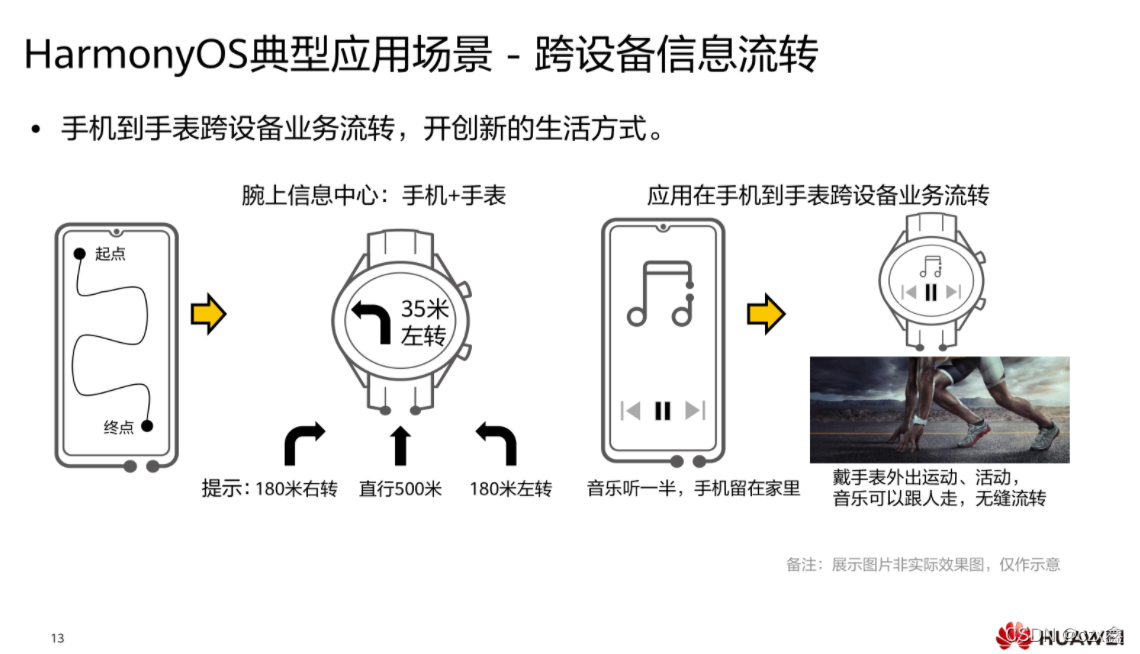 HarmonyOS典型应用场景 - 跨设备信息流转
• 手机到手表跨设备业务流转，开创新的生活方式。
腕上信息中心：手机+手表
应用在手机到手表跨设备业务流转
起点
终点
35米
左转
提示：180米右转 直行500米 180米左转
音乐听一半，手机留在家里
戴手表外出运动、活动，
音乐可以跟人走，无缝流转
备注：展示图片非实际效果图，仅作示意
13
HUAWEI